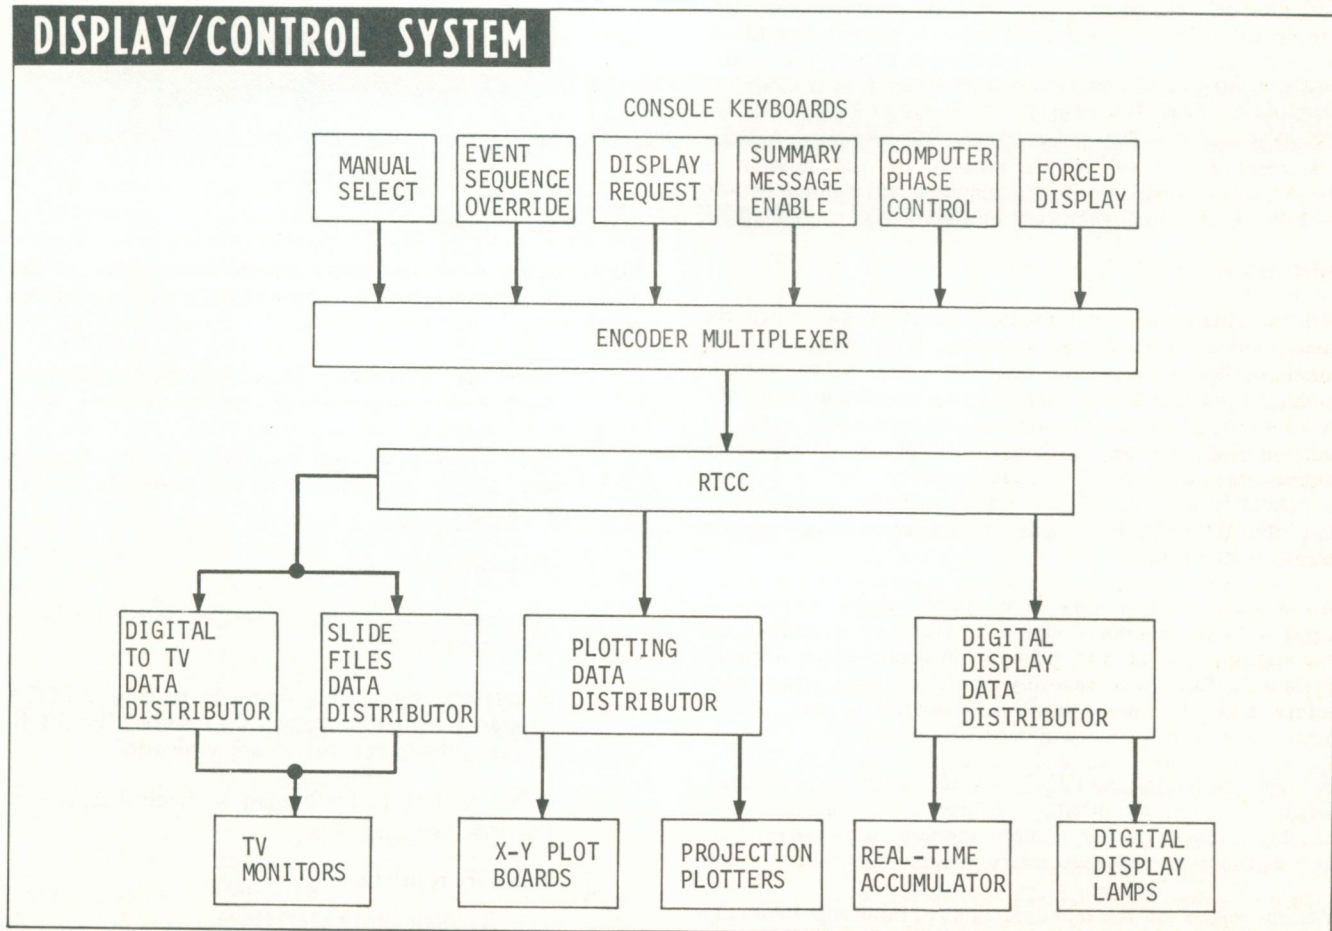 DISPLAY/CONTROL SYSTEM
CONSOLE KEYBOARDS
MANUAL
SELECT
EVENT
SEQUENCE
OVERRIDE
DISPLAY
REQUEST
SUMMARY
MESSAGE
ENABLE
COMPUTER
PHASE
CONTROL
FORCED
DISPLAY
ENCODER MULTIPLEXER
RTCC
DIGITAL
TO TV
DATA
DISTRIBUTOR
SLIDE
FILES
DATA
DISTRIBUTOR
PLOTTING
DATA
DISTRIBUTOR
DIGITAL
DISPLAY
DATA
DISTRIBUTOR
TV
MONITORS
X-Y PLOT
BOARDS
PROJECTION
PLOTTERS
REAL-TIME
ACCUMULATOR
DIGITAL
DISPLAY
LAMPS